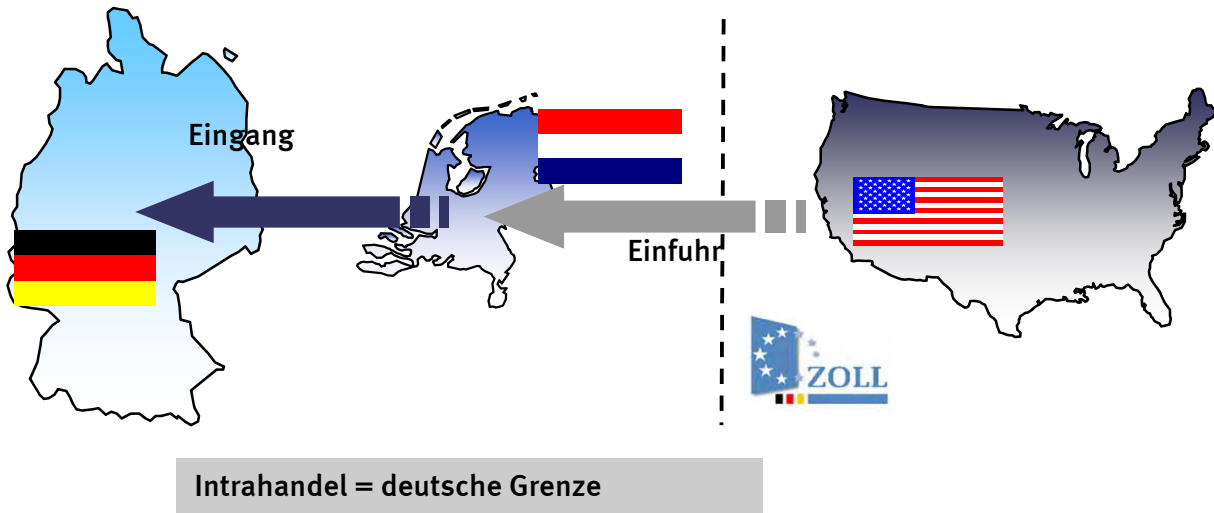 Eingang
Einfuhr
ZOLL
Intrahandel = deutsche Grenze